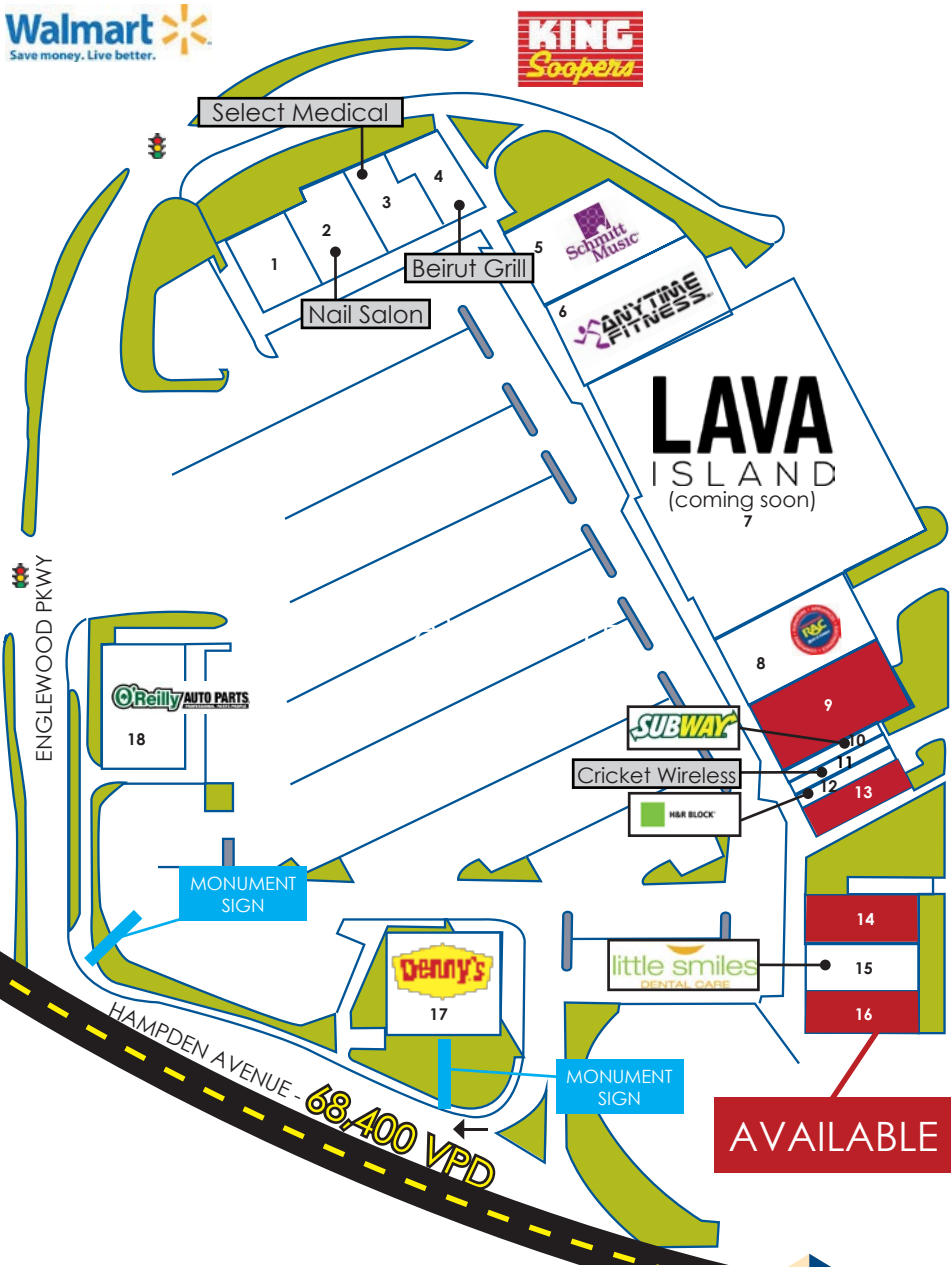 Walmart
Save money. Live better.
KING
Soopers
Select Medical
4
3
2
1
Beirut Grill
Nail Salon
5
Schmitt
Music
6
ANYTIME
FITNESS
LAVA
ISLAND
(coming soon)
7
ENGLEWOOD PKWY
O'Reilly AUTO PARTS
18
RAC
8
9
SUBWAY
10
11
Cricket Wireless
12
13
H&R BLOCK
MONUMENT
SIGN
14
Denny's
17
little smiles
DENTAL CARE
15
16
HAMPDEN AVENUE - 68,400 VPD
MONUMENT
SIGN
AVAILABLE